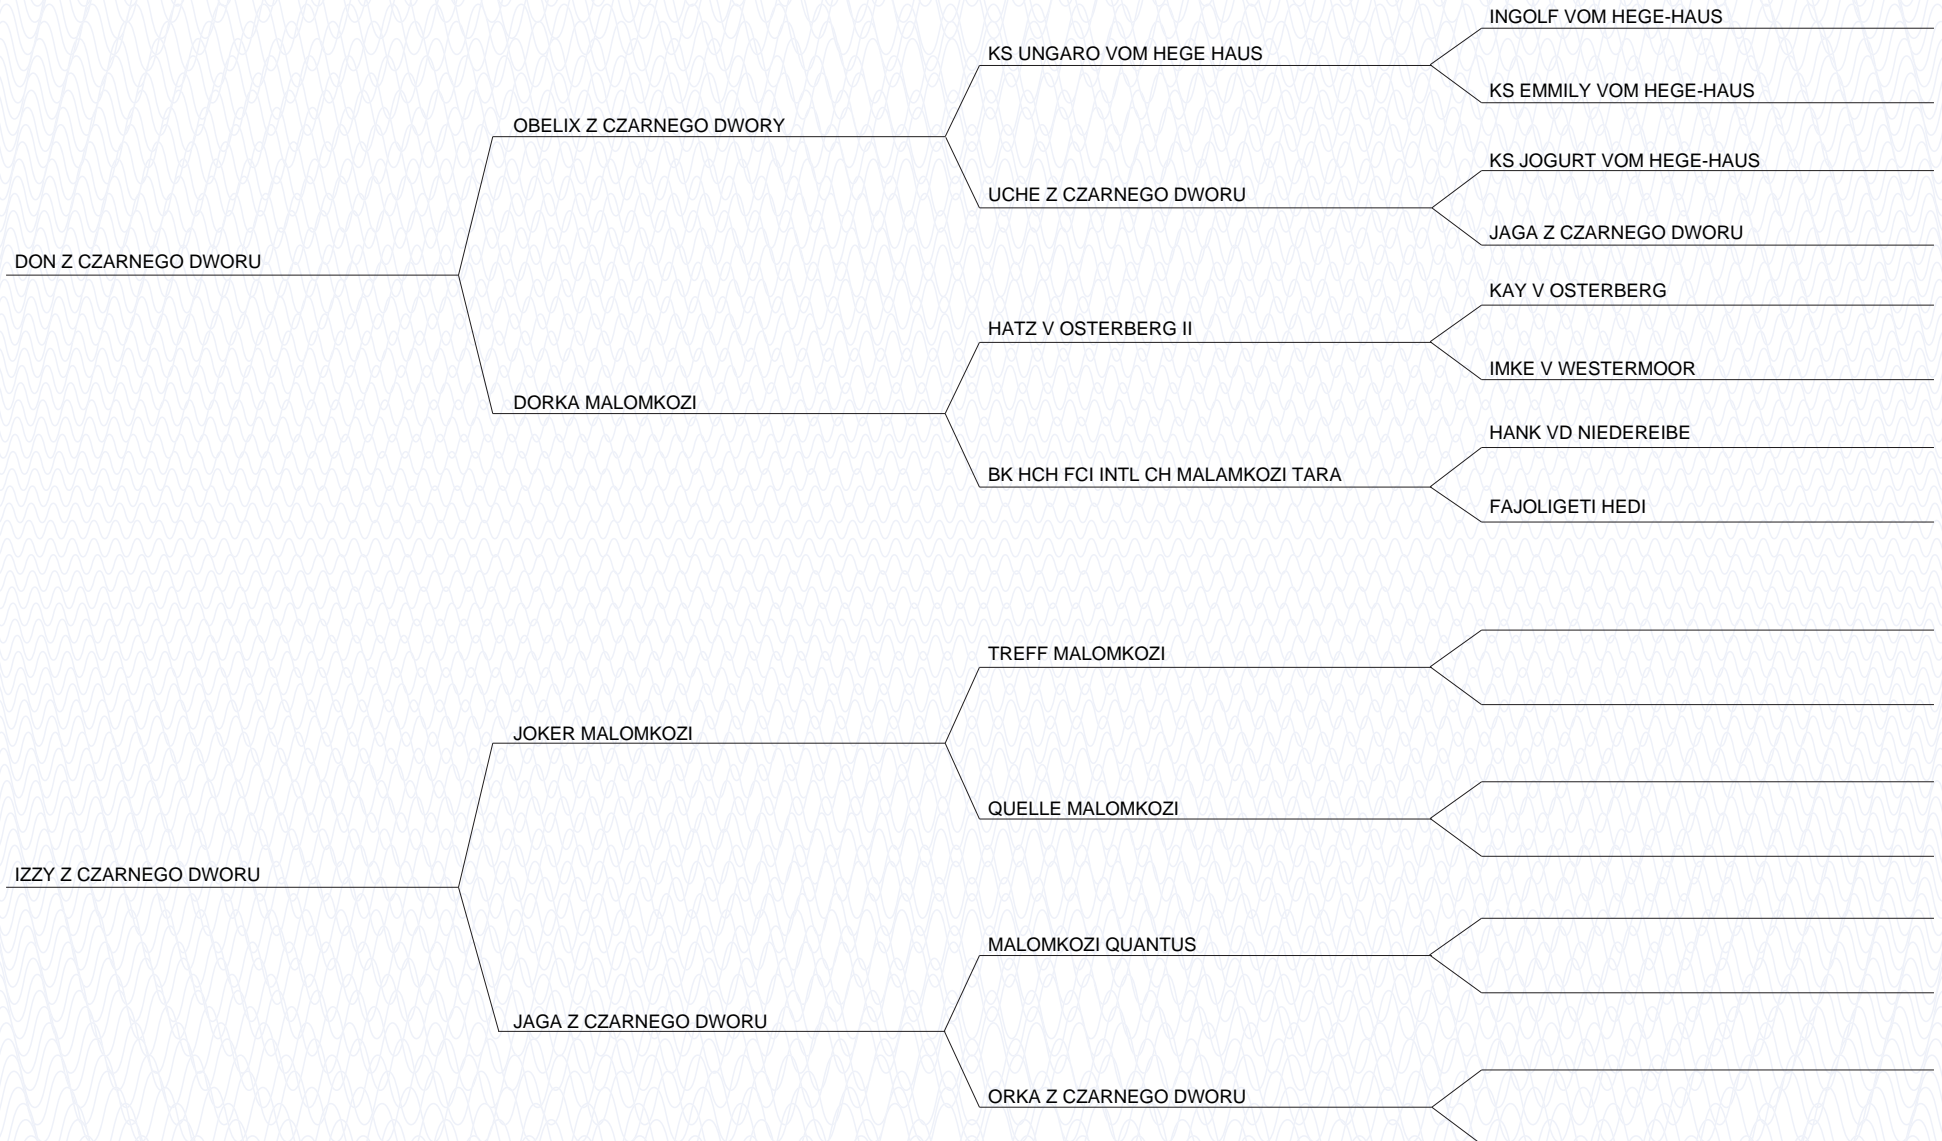 INGOLF VOM HEGE-HAUS
KS UNGARO VOM HEGE HAUS
KS EMMILY VOM HEGE-HAUS
OBELIX Z CZARNEGO DWORY
KS JOGURT VOM HEGE-HAUS
UCHE Z CZARNEGO DWORU
JAGA Z CZARNEGO DWORU
DON Z CZARNEGO DWORU
KAY V OSTERBERG
HATZ V OSTERBERG II
IMKE V WESTERMOOR
DORKA MALOMKOZI
HANK VD NIEDEREIBE
BK HCH FCI INTL CH MALAMKOZI TARA
FAJOLIGETI HEDI
TREFF MALOMKOZI
JOKER MALOMKOZI
QUELLE MALOMKOZI
IZZY Z CZARNEGO DWORU
MALOMKOZI QUANTUS
JAGA Z CZARNEGO DWORU
ORKA Z CZARNEGO DWORU